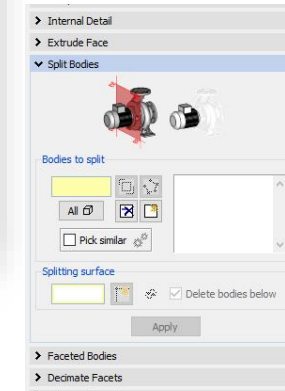 Internal Detail
Extrude Face
Split Bodies
Bodies to split
All
Pick similar
Splitting surface
Delete bodies below
Apply
Faceted Bodies
Decimate Facets